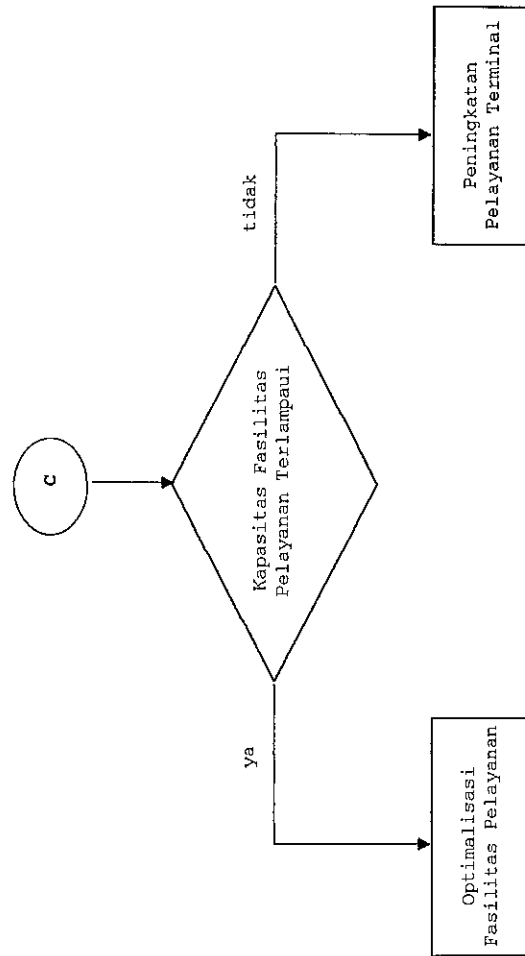 C
Kapasitas Fasilitas
Pelayanan Terlampaui
ya
tidak
Optimalisasi
Fasilitas Pelayanan
Peningkatan
Pelayanan Terminal